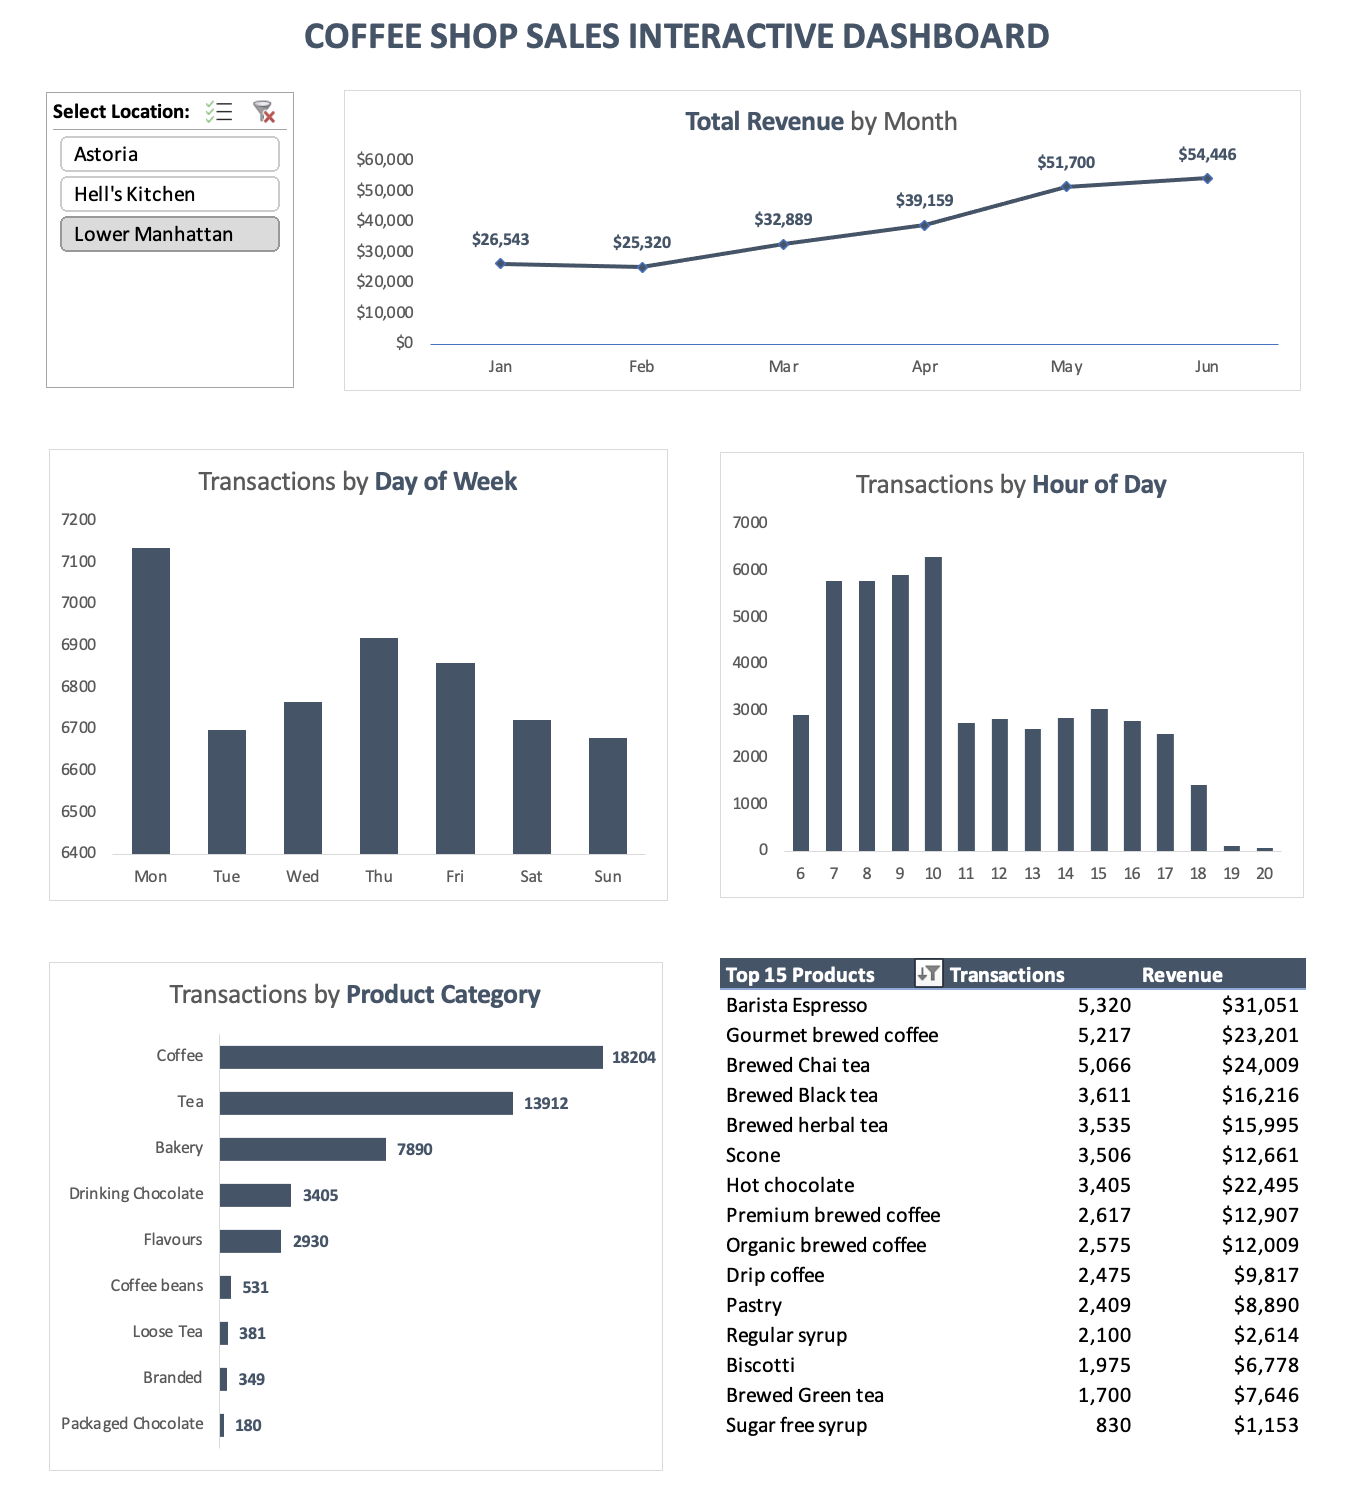 COFFEE SHOP SALES INTERACTIVE DASHBOARD
Select Location:
Astoria
Hell's Kitchen
Lower Manhattan
Total Revenue by Month
$60,000
$50,000
$40,000
$30,000
$20,000
$10,000
$0
$26,543
$25,320
$32,889
$39,159
$51,700
$54,446
Jan Feb Mar Apr May Jun
Transactions by Day of Week
7200
7100
7000
6900
6800
6700
6600
6500
6400
Mon Tue Wed Thu Fri Sat Sun
Transactions by Hour of Day
7000
6000
5000
4000
3000
2000
1000
0
6 7 8 9 10 11 12 13 14 15 16 17 18 19 20
Transactions by Product Category
Coffee 18204
Tea 13912
Bakery 7890
Drinking Chocolate 3405
Flavours 2930
Coffee beans 531
Loose Tea 381
Branded 349
Packaged Chocolate 180
Top 15 Products Transactions Revenue
Barista Espresso 5,320 $31,051
Gourmet brewed coffee 5,217 $23,201
Brewed Chai tea 5,066 $24,009
Brewed Black tea 3,611 $16,216
Brewed herbal tea 3,535 $15,995
Scone 3,506 $12,661
Hot chocolate 3,405 $22,495
Premium brewed coffee 2,617 $12,907
Organic brewed coffee 2,575 $12,009
Drip coffee 2,475 $9,817
Pastry 2,409 $8,890
Regular syrup 2,100 $2,614
Biscotti 1,975 $6,778
Brewed Green tea 1,700 $7,646
Sugar free syrup 830 $1,153